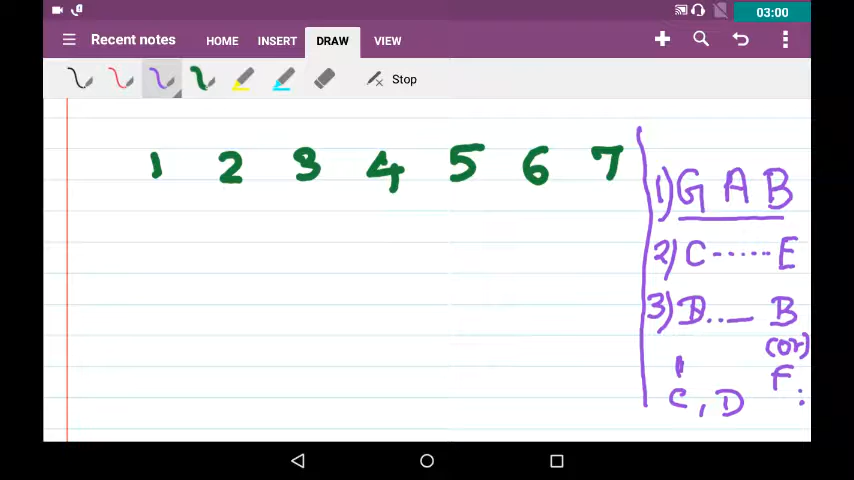 03:00
Recent notes HOME INSERT DRAW VIEW
Stop
1 2 3 4 5 6 7
1) G A B
2) C ...... E
3) D .. _ B
(or)
F :
C , D